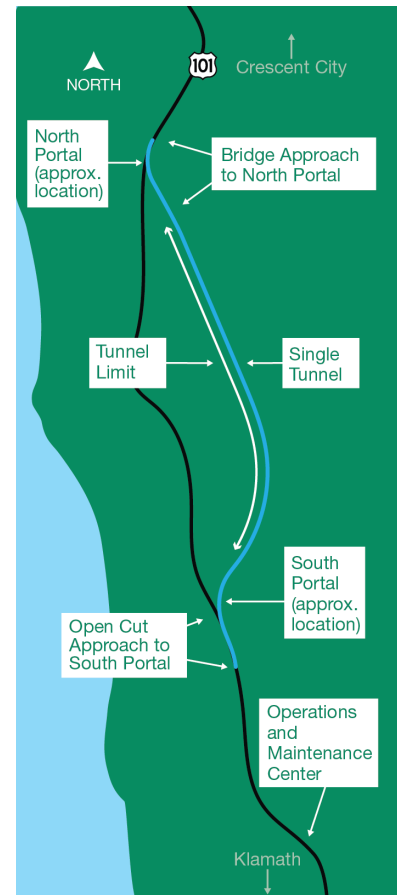 101
Crescent City
NORTH
North
Portal
(approx.
location)
Bridge Approach
to North Portal
Tunnel
Limit
Single
Tunnel
South
Portal
(approx.
location)
Open Cut
Approach to
South Portal
Operations
and
Maintenance
Center
Klamath